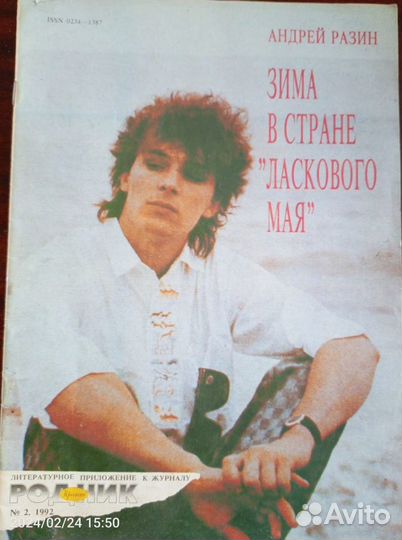 ISSN 0234—1387
АНДРЕЙ РАЗИН
ЗИМА
В СТРАНЕ
"ЛАСКОВОГО
МАЯ"
ЛИТЕРАТУРНОЕ ПРИЛОЖЕНИЕ К ЖУРНАЛУ
РОДНИК
№ 2, 1992
2024/02/24 15:50
Avito